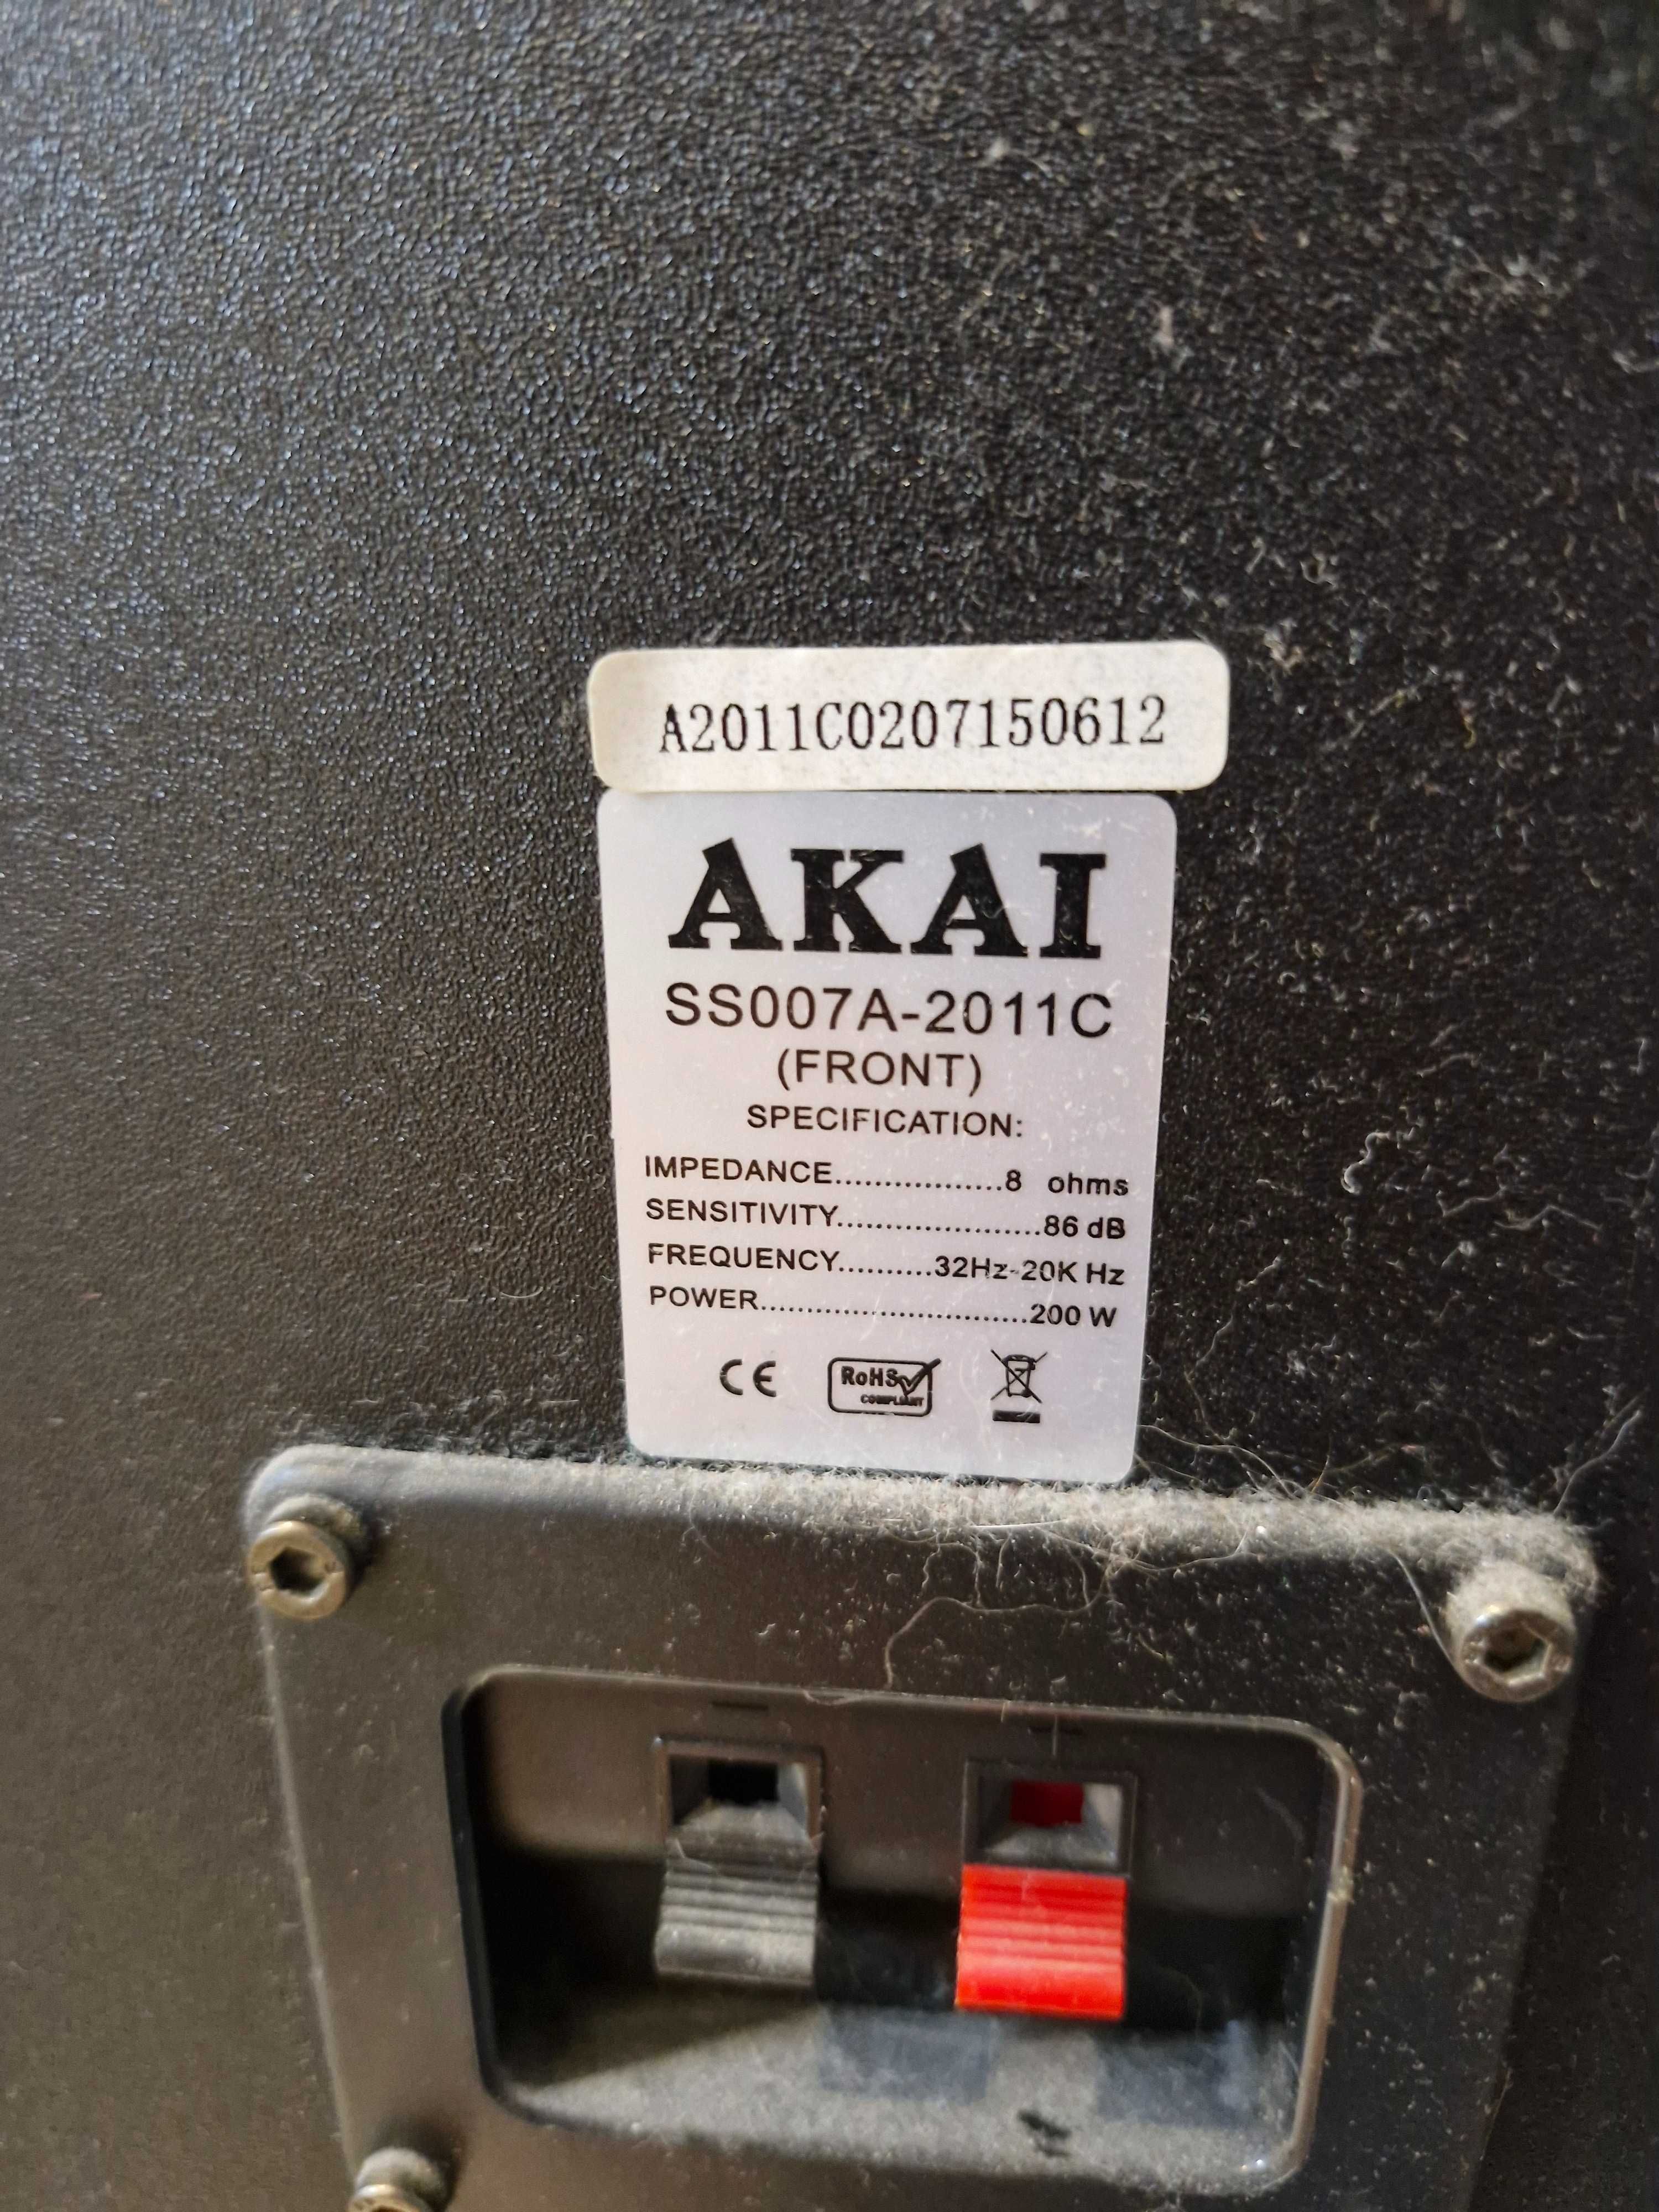 A2011C0207150612
AKAI
SS007A-2011C
(FRONT)
SPECIFICATION:
IMPEDANCE..................8 ohms
SENSITIVITY......................86 dB
FREQUENCY..........32Hz-20K Hz
POWER.............................200 W
CE RoHS
COMPLIANT